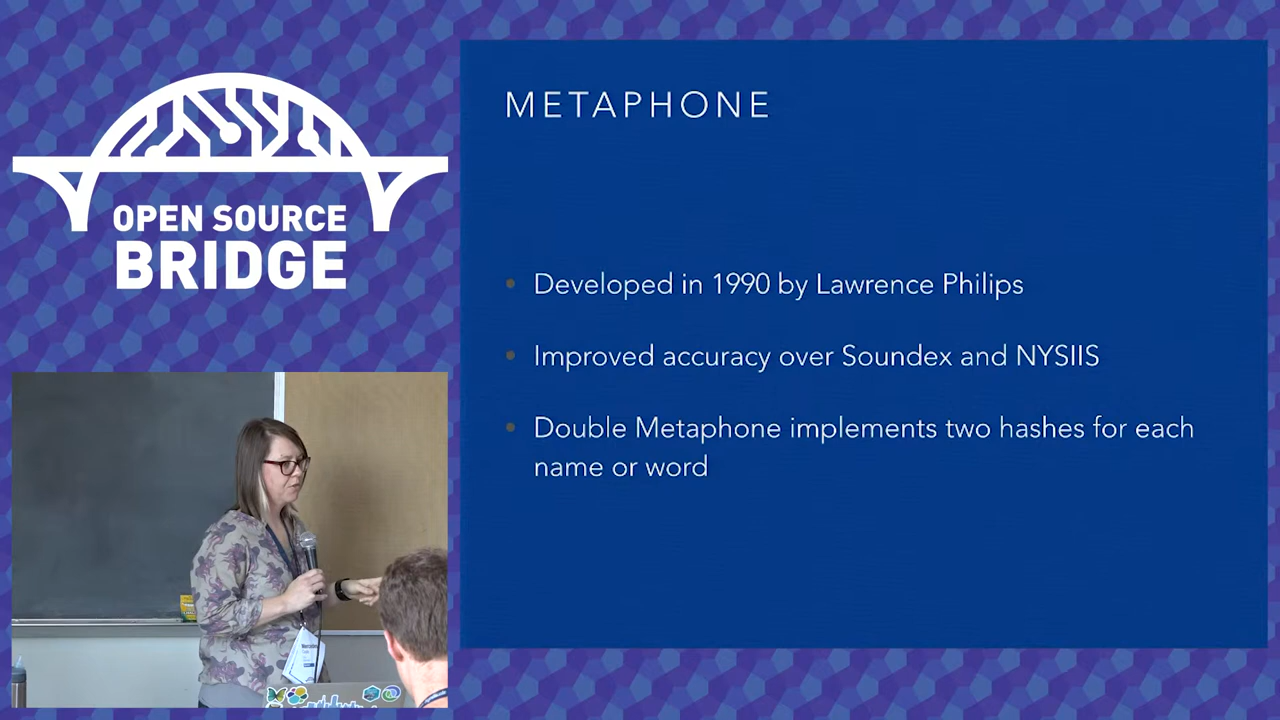 METAPHONE
OPEN SOURCE
BRIDGE
• Developed in 1990 by Lawrence Philips
• Improved accuracy over Soundex and NYSIIS
• Double Metaphone implements two hashes for each
name or word